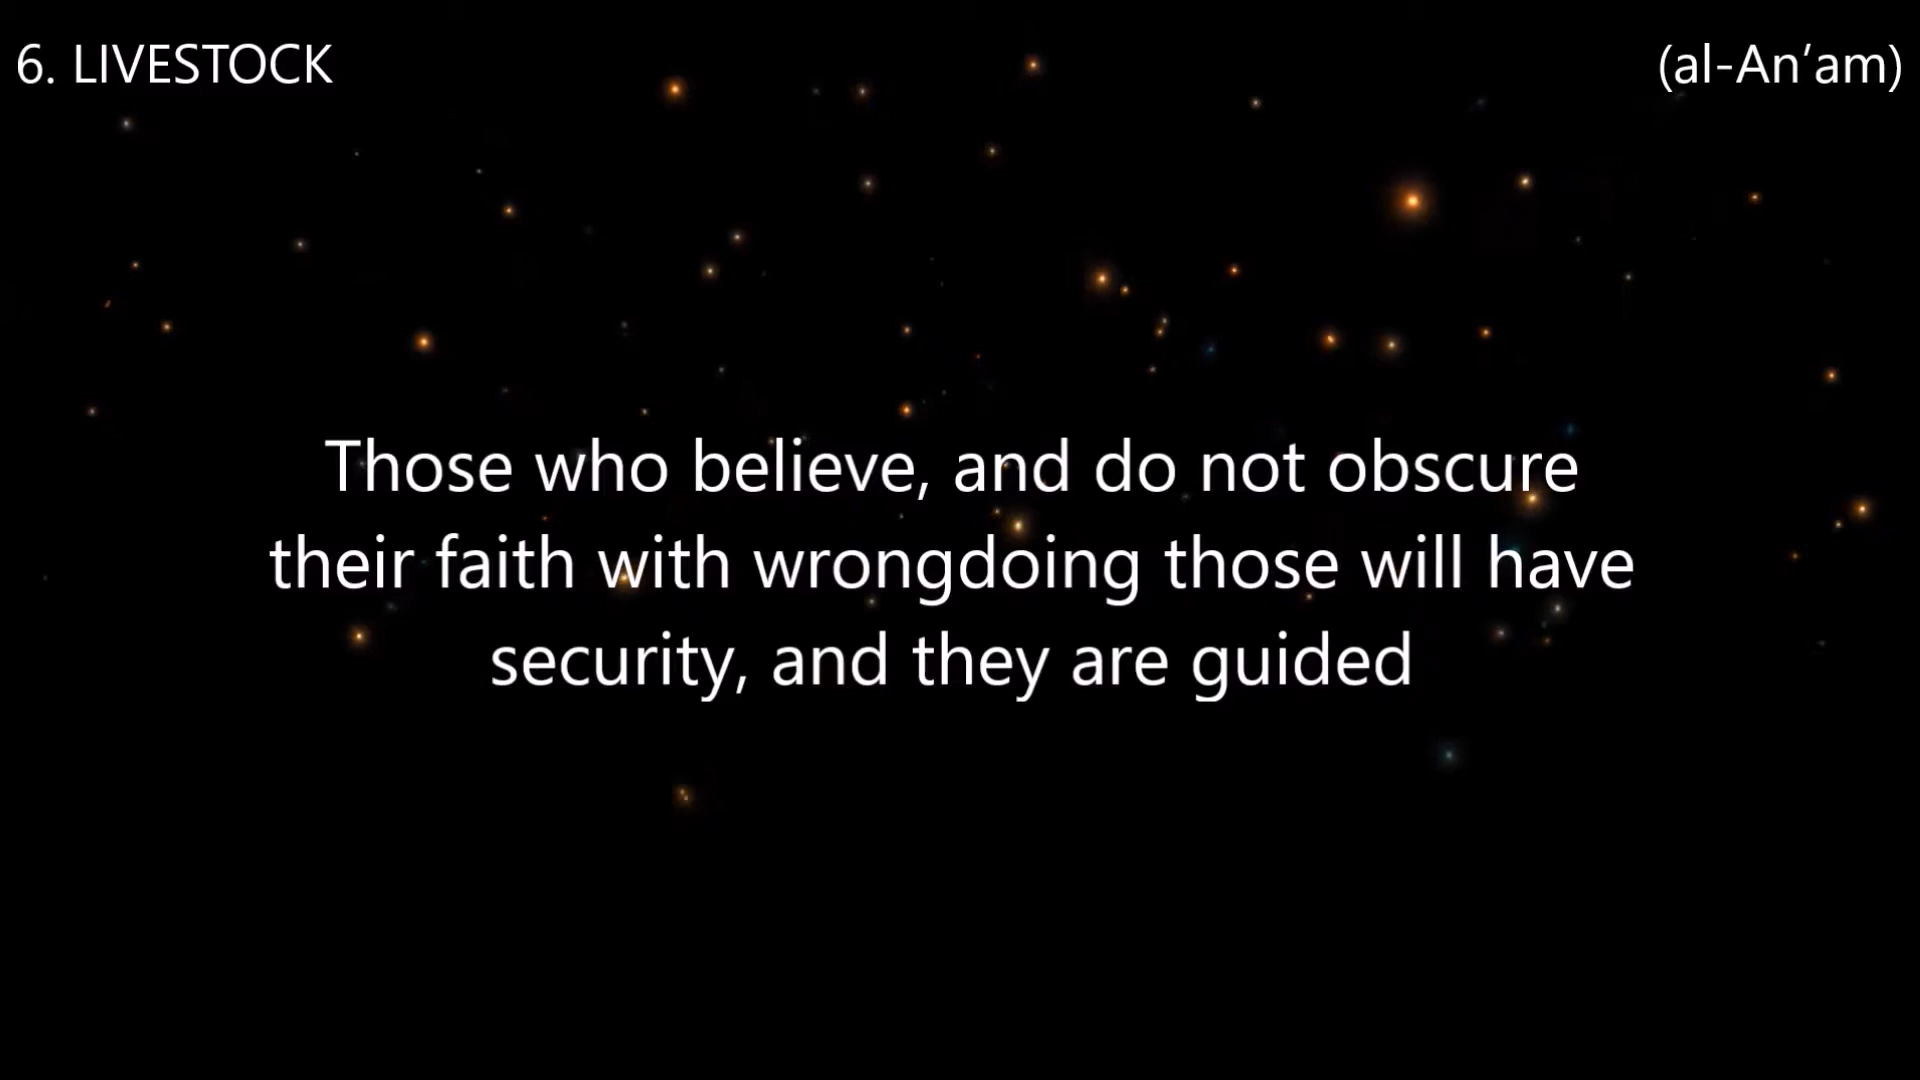 6. LIVESTOCK
(al-An’am)
Those who believe, and do not obscure
their faith with wrongdoing those will have
security, and they are guided